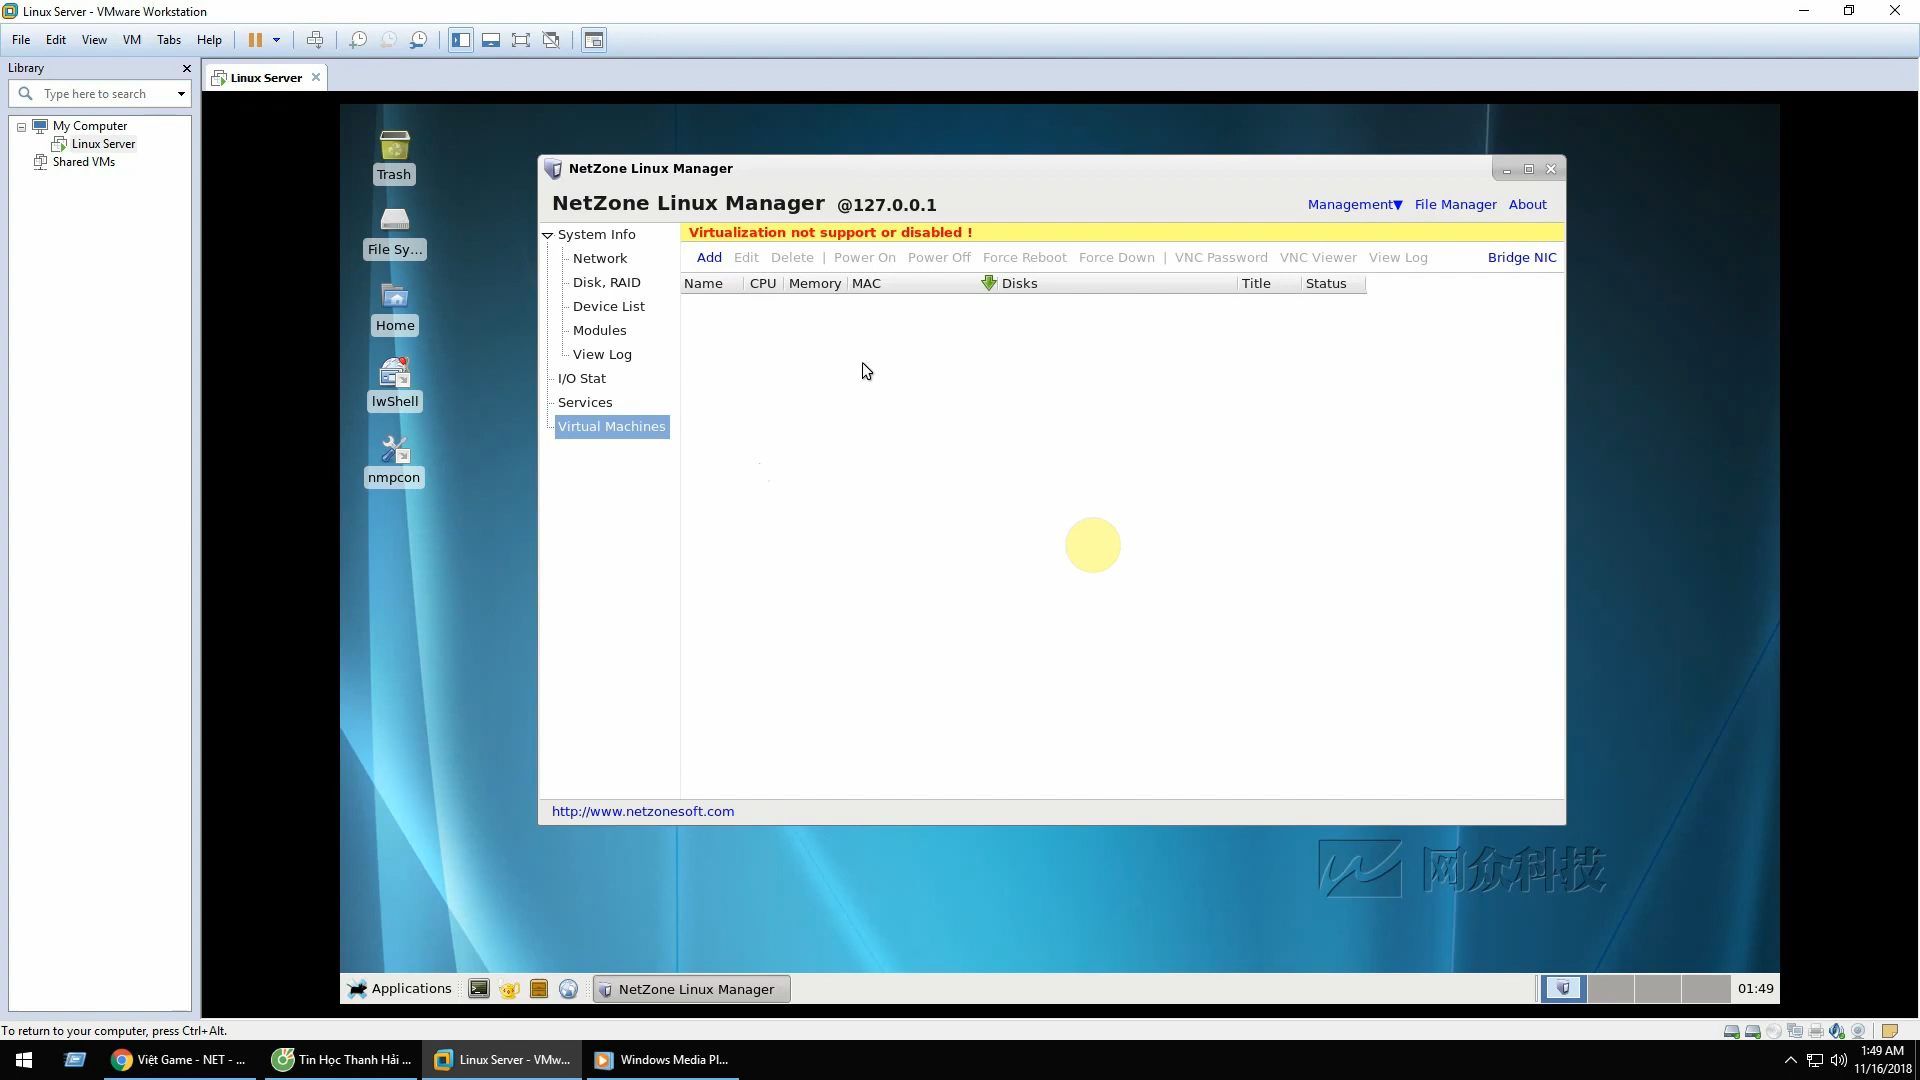 Linux Server - VMware Workstation
File Edit View VM Tabs Help
Library
Type here to search
My Computer
Linux Server
Shared VMs
Linux Server
Trash
File Sy...
Home
lwShell
nmpcon
NetZone Linux Manager
NetZone Linux Manager @127.0.0.1
Management▼ File Manager About
System Info
Network
Disk, RAID
Device List
Modules
View Log
I/O Stat
Services
Virtual Machines
Virtualization not support or disabled !
Add Edit Delete | Power On Power Off Force Reboot Force Down | VNC Password VNC Viewer View Log Bridge NIC
Name CPU Memory MAC Disks Title Status
http://www.netzonesoft.com
网众科技
Applications NetZone Linux Manager 01:49
To return to your computer, press Ctrl+Alt.
Việt Game - NET - ... Tin Học Thanh Hải ... Linux Server - VMw... Windows Media Pl... 1:49 AM
11/16/2018